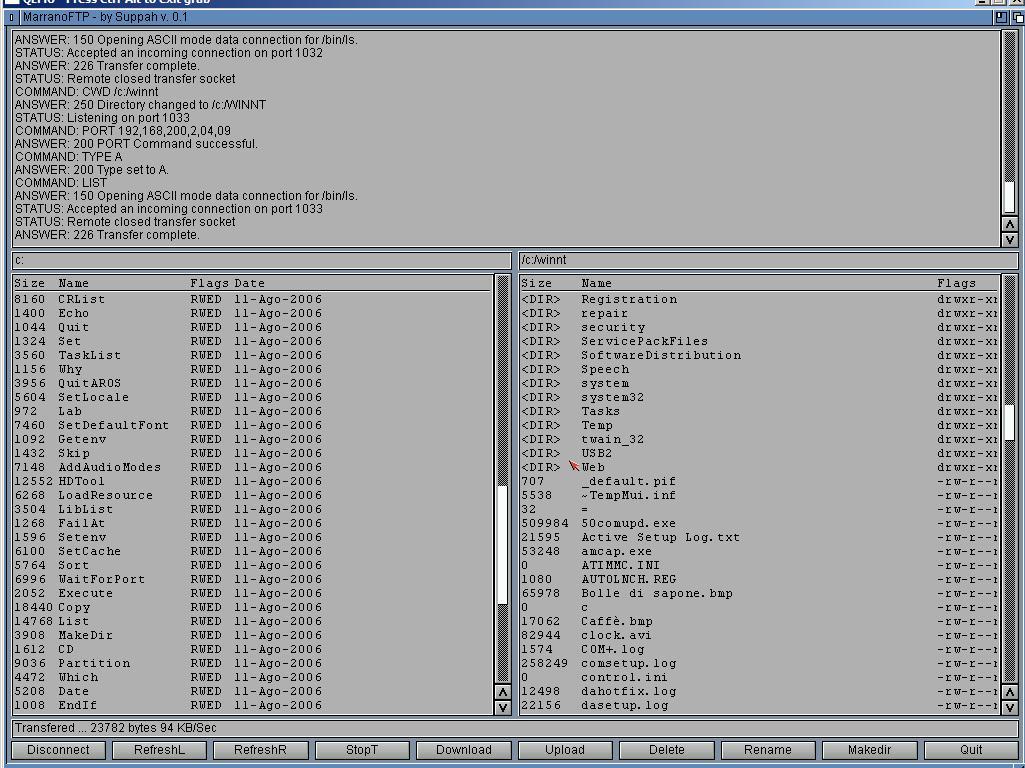 QEMU - Press Ctrl-Alt to exit grab
MarranoFTP - by Suppah v. 0.1
ANSWER: 150 Opening ASCII mode data connection for /bin/ls.
STATUS: Accepted an incoming connection on port 1032
ANSWER: 226 Transfer complete.
STATUS: Remote closed transfer socket
COMMAND: CWD /c:/winnt
ANSWER: 250 Directory changed to /c:/WINNT
STATUS: Listening on port 1033
COMMAND: PORT 192,168,200,2,04,09
ANSWER: 200 PORT Command successful.
COMMAND: TYPE A
ANSWER: 200 Type set to A.
COMMAND: LIST
ANSWER: 150 Opening ASCII mode data connection for /bin/ls.
STATUS: Accepted an incoming connection on port 1033
STATUS: Remote closed transfer socket
ANSWER: 226 Transfer complete.
c:
Size Name Flags Date
8160 CRList RWED 11-Ago-2006
1400 Echo RWED 11-Ago-2006
1044 Quit RWED 11-Ago-2006
1324 Set RWED 11-Ago-2006
3560 TaskList RWED 11-Ago-2006
1156 Why RWED 11-Ago-2006
3956 QuitAROS RWED 11-Ago-2006
5604 SetLocale RWED 11-Ago-2006
972 Lab RWED 11-Ago-2006
7460 SetDefaultFont RWED 11-Ago-2006
1092 Getenv RWED 11-Ago-2006
1432 Skip RWED 11-Ago-2006
7148 AddAudioModes RWED 11-Ago-2006
12552 HDTool RWED 11-Ago-2006
6268 LoadResource RWED 11-Ago-2006
3504 LibList RWED 11-Ago-2006
1268 FailAt RWED 11-Ago-2006
1596 Setenv RWED 11-Ago-2006
6100 SetCache RWED 11-Ago-2006
5764 Sort RWED 11-Ago-2006
6996 WaitForPort RWED 11-Ago-2006
2052 Execute RWED 11-Ago-2006
18440 Copy RWED 11-Ago-2006
14768 List RWED 11-Ago-2006
3908 MakeDir RWED 11-Ago-2006
1612 CD RWED 11-Ago-2006
9036 Partition RWED 11-Ago-2006
4472 Which RWED 11-Ago-2006
5208 Date RWED 11-Ago-2006
1008 EndIf RWED 11-Ago-2006
/c:/winnt
Size Name Flags
<DIR> Registration drwxr-xr
<DIR> repair drwxr-xr
<DIR> security drwxr-xr
<DIR> ServicePackFiles drwxr-xr
<DIR> SoftwareDistribution drwxr-xr
<DIR> Speech drwxr-xr
<DIR> system drwxr-xr
<DIR> system32 drwxr-xr
<DIR> Tasks drwxr-xr
<DIR> Temp drwxr-xr
<DIR> twain_32 drwxr-xr
<DIR> USB2 drwxr-xr
<DIR> Web drwxr-xr
707 _default.pif -rw-r--r
5538 ~TempMui.inf -rw-r--r
32 = -rw-r--r
509984 50comupd.exe -rw-r--r
21595 Active Setup Log.txt -rw-r--r
53248 amcap.exe -rw-r--r
0 ATIMMC.INI -rw-r--r
1080 AUTOLNCH.REG -rw-r--r
65978 Bolle di sapone.bmp -rw-r--r
0 c -rw-r--r
17062 Caffè.bmp -rw-r--r
82944 clock.avi -rw-r--r
1574 COM+.log -rw-r--r
258249 comsetup.log -rw-r--r
0 control.ini -rw-r--r
12498 dahotfix.log -rw-r--r
22156 dasetup.log -rw-r--r
Transfered ... 23782 bytes 94 KB/Sec
Disconnect RefreshL RefreshR StopT Download Upload Delete Rename Makedir Quit